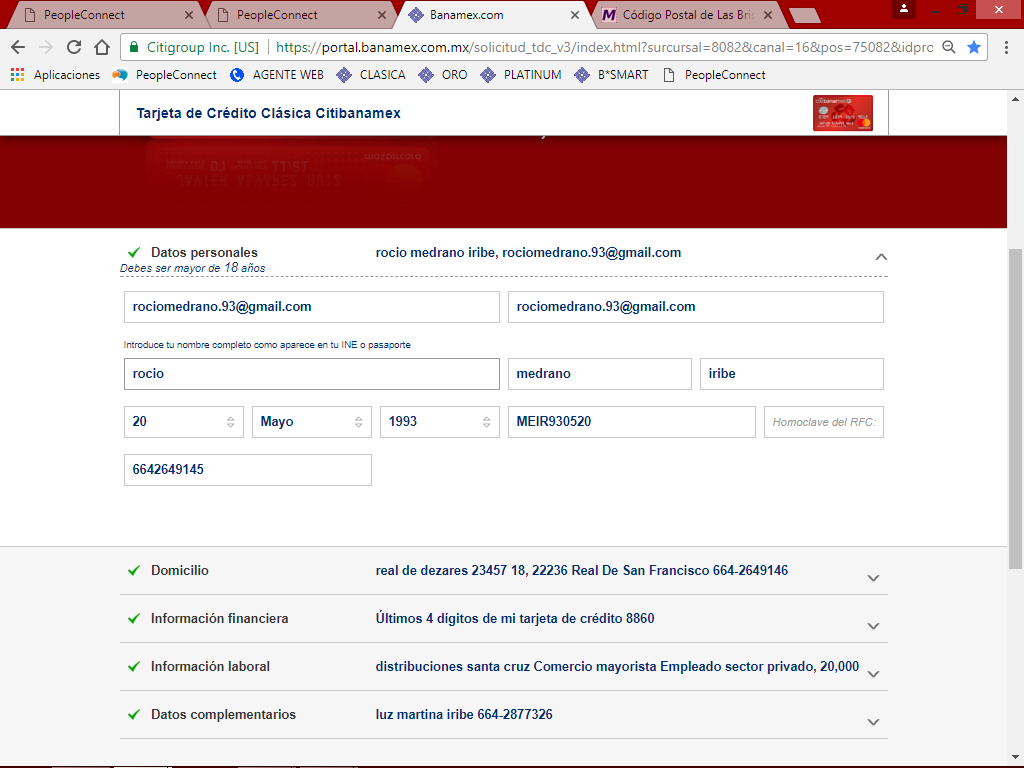 PeopleConnect
PeopleConnect
Banamex.com
Código Postal de Las Bris
Citigroup Inc. [US] https://portal.banamex.com.mx/solicitud_tdc_v3/index.html?surcursal=8082&canal=16&pos=75082&idpro
Aplicaciones PeopleConnect AGENTE WEB CLASICA ORO PLATINUM B*SMART PeopleConnect
Tarjeta de Crédito Clásica Citibanamex
Datos personales rocio medrano iribe, rociomedrano.93@gmail.com
Debes ser mayor de 18 años
rociomedrano.93@gmail.com rociomedrano.93@gmail.com
Introduce tu nombre completo como aparece en tu INE o pasaporte
rocio medrano iribe
20 Mayo 1993 MEIR930520 Homoclave del RFC:
6642649145
Domicilio real de dezares 23457 18, 22236 Real De San Francisco 664-2649146
Información financiera Últimos 4 dígitos de mi tarjeta de crédito 8860
Información laboral distribuciones santa cruz Comercio mayorista Empleado sector privado, 20,000
Datos complementarios luz martina iribe 664-2877326